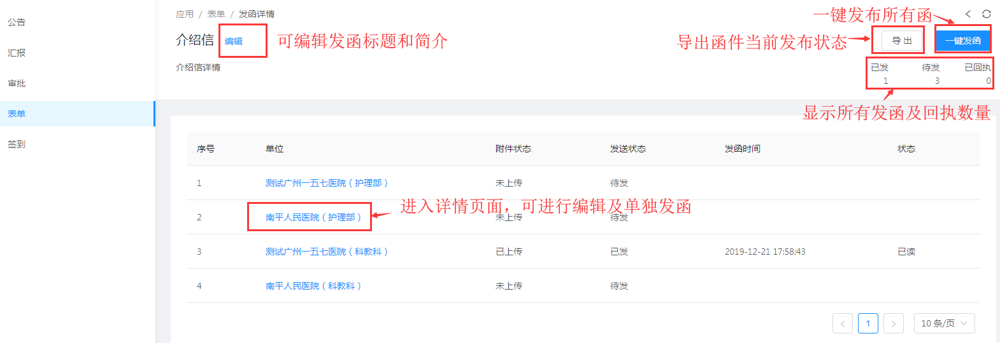 公告
汇报
审批
表单
签到
应用 / 表单 / 发函详情
一键发布所有函
介绍信 编辑 可编辑发函标题和简介
导出函件当前发布状态
导 出 一键发函
介绍信详情
已发 待发 已回执
1 3 0
显示所有发函及回执数量
序号 单位 附件状态 发送状态 发函时间 状态
1 测试广州一五七医院（护理部） 未上传 待发
进入详情页面，可进行编辑及单独发函
2 南平人民医院（护理部） 未上传 待发
3 测试广州一五七医院（科教科） 已上传 已发 2019-12-21 17:58:43 已读
4 南平人民医院（科教科） 未上传 待发
< 1 > 10 条/页